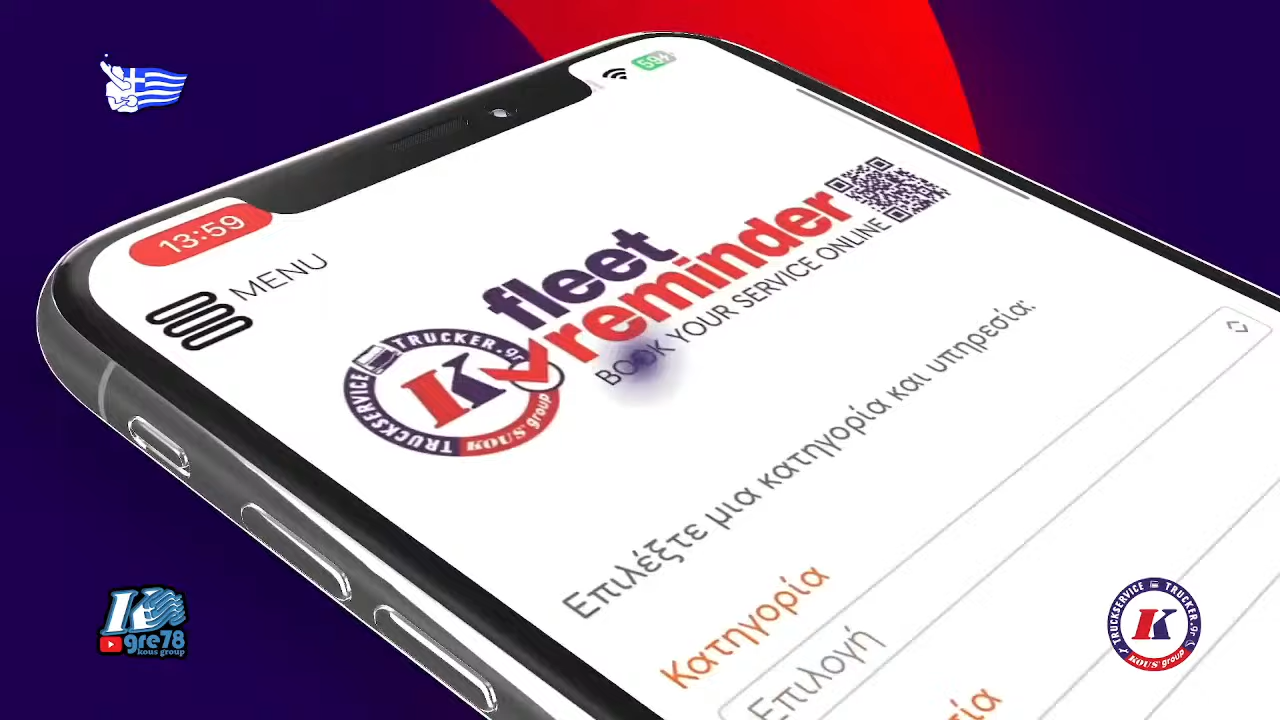 59
13:59
MENU
fleet
reminder
BOOK YOUR SERVICE ONLINE
TRUCKSERVICE TRUCKER.gr
K
KOUS group
Επιλέξτε μια κατηγορία και υπηρεσία:
Κατηγορία
Επιλογή
K
gre78
kous group
TRUCKSERVICE TRUCKER.gr
K
KOUS group